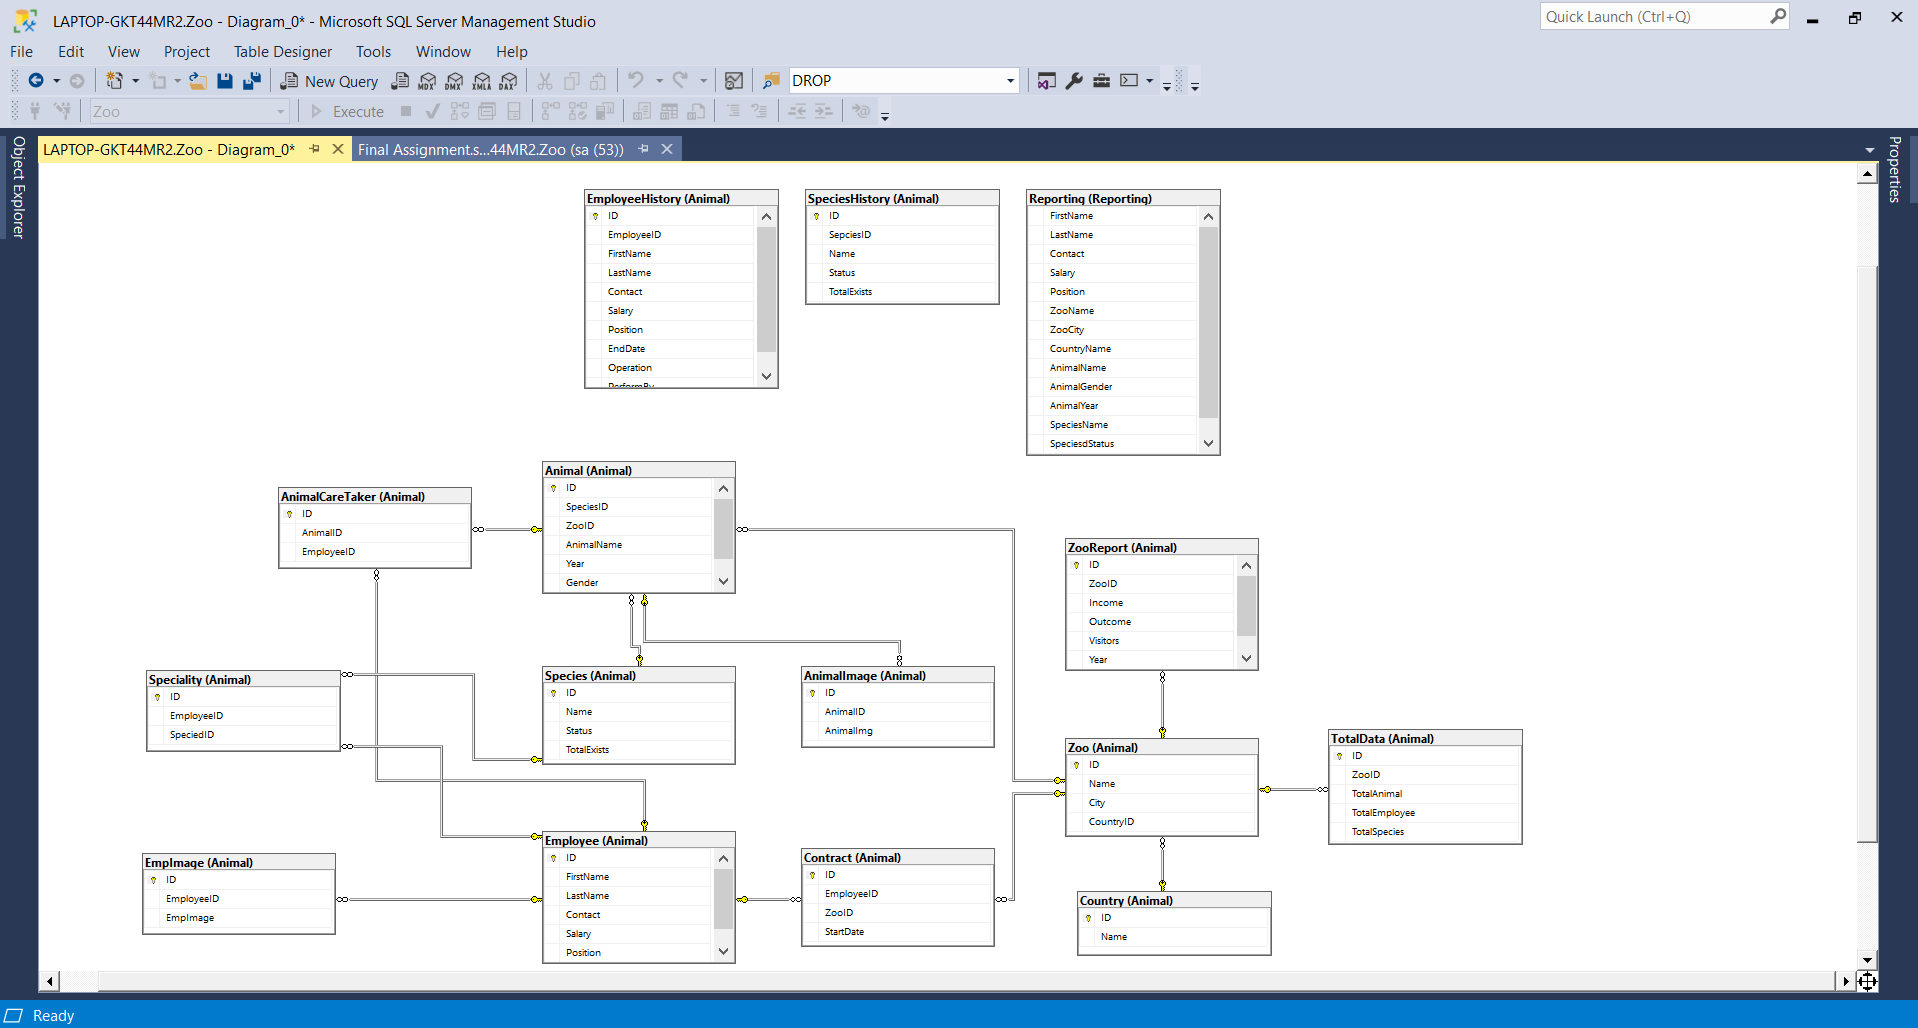 LAPTOP-GKT44MR2.Zoo - Diagram_0* - Microsoft SQL Server Management Studio
Quick Launch (Ctrl+Q)
File Edit View Project Table Designer Tools Window Help
New Query MDX DMX XMLA DAX DROP
Zoo Execute
Object Explorer
LAPTOP-GKT44MR2.Zoo - Diagram_0*
Final Assignment.s...44MR2.Zoo (sa (53))
Properties
EmployeeHistory (Animal)
ID
EmployeeID
FirstName
LastName
Contact
Salary
Position
EndDate
Operation
PerformBy
SpeciesHistory (Animal)
ID
SepciesID
Name
Status
TotalExists
Reporting (Reporting)
FirstName
LastName
Contact
Salary
Position
ZooName
ZooCity
CountryName
AnimalName
AnimalGender
AnimalYear
SpeciesName
SpeciesdStatus
AnimalCareTaker (Animal)
ID
AnimalID
EmployeeID
Animal (Animal)
ID
SpeciesID
ZooID
AnimalName
Year
Gender
ZooReport (Animal)
ID
ZooID
Income
Outcome
Visitors
Year
Speciality (Animal)
ID
EmployeeID
SpeciedID
Species (Animal)
ID
Name
Status
TotalExists
AnimalImage (Animal)
ID
AnimalID
AnimalImg
Zoo (Animal)
ID
Name
City
CountryID
TotalData (Animal)
ID
ZooID
TotalAnimal
TotalEmployee
TotalSpecies
EmpImage (Animal)
ID
EmployeeID
EmpImage
Employee (Animal)
ID
FirstName
LastName
Contact
Salary
Position
Contract (Animal)
ID
EmployeeID
ZooID
StartDate
Country (Animal)
ID
Name
Ready